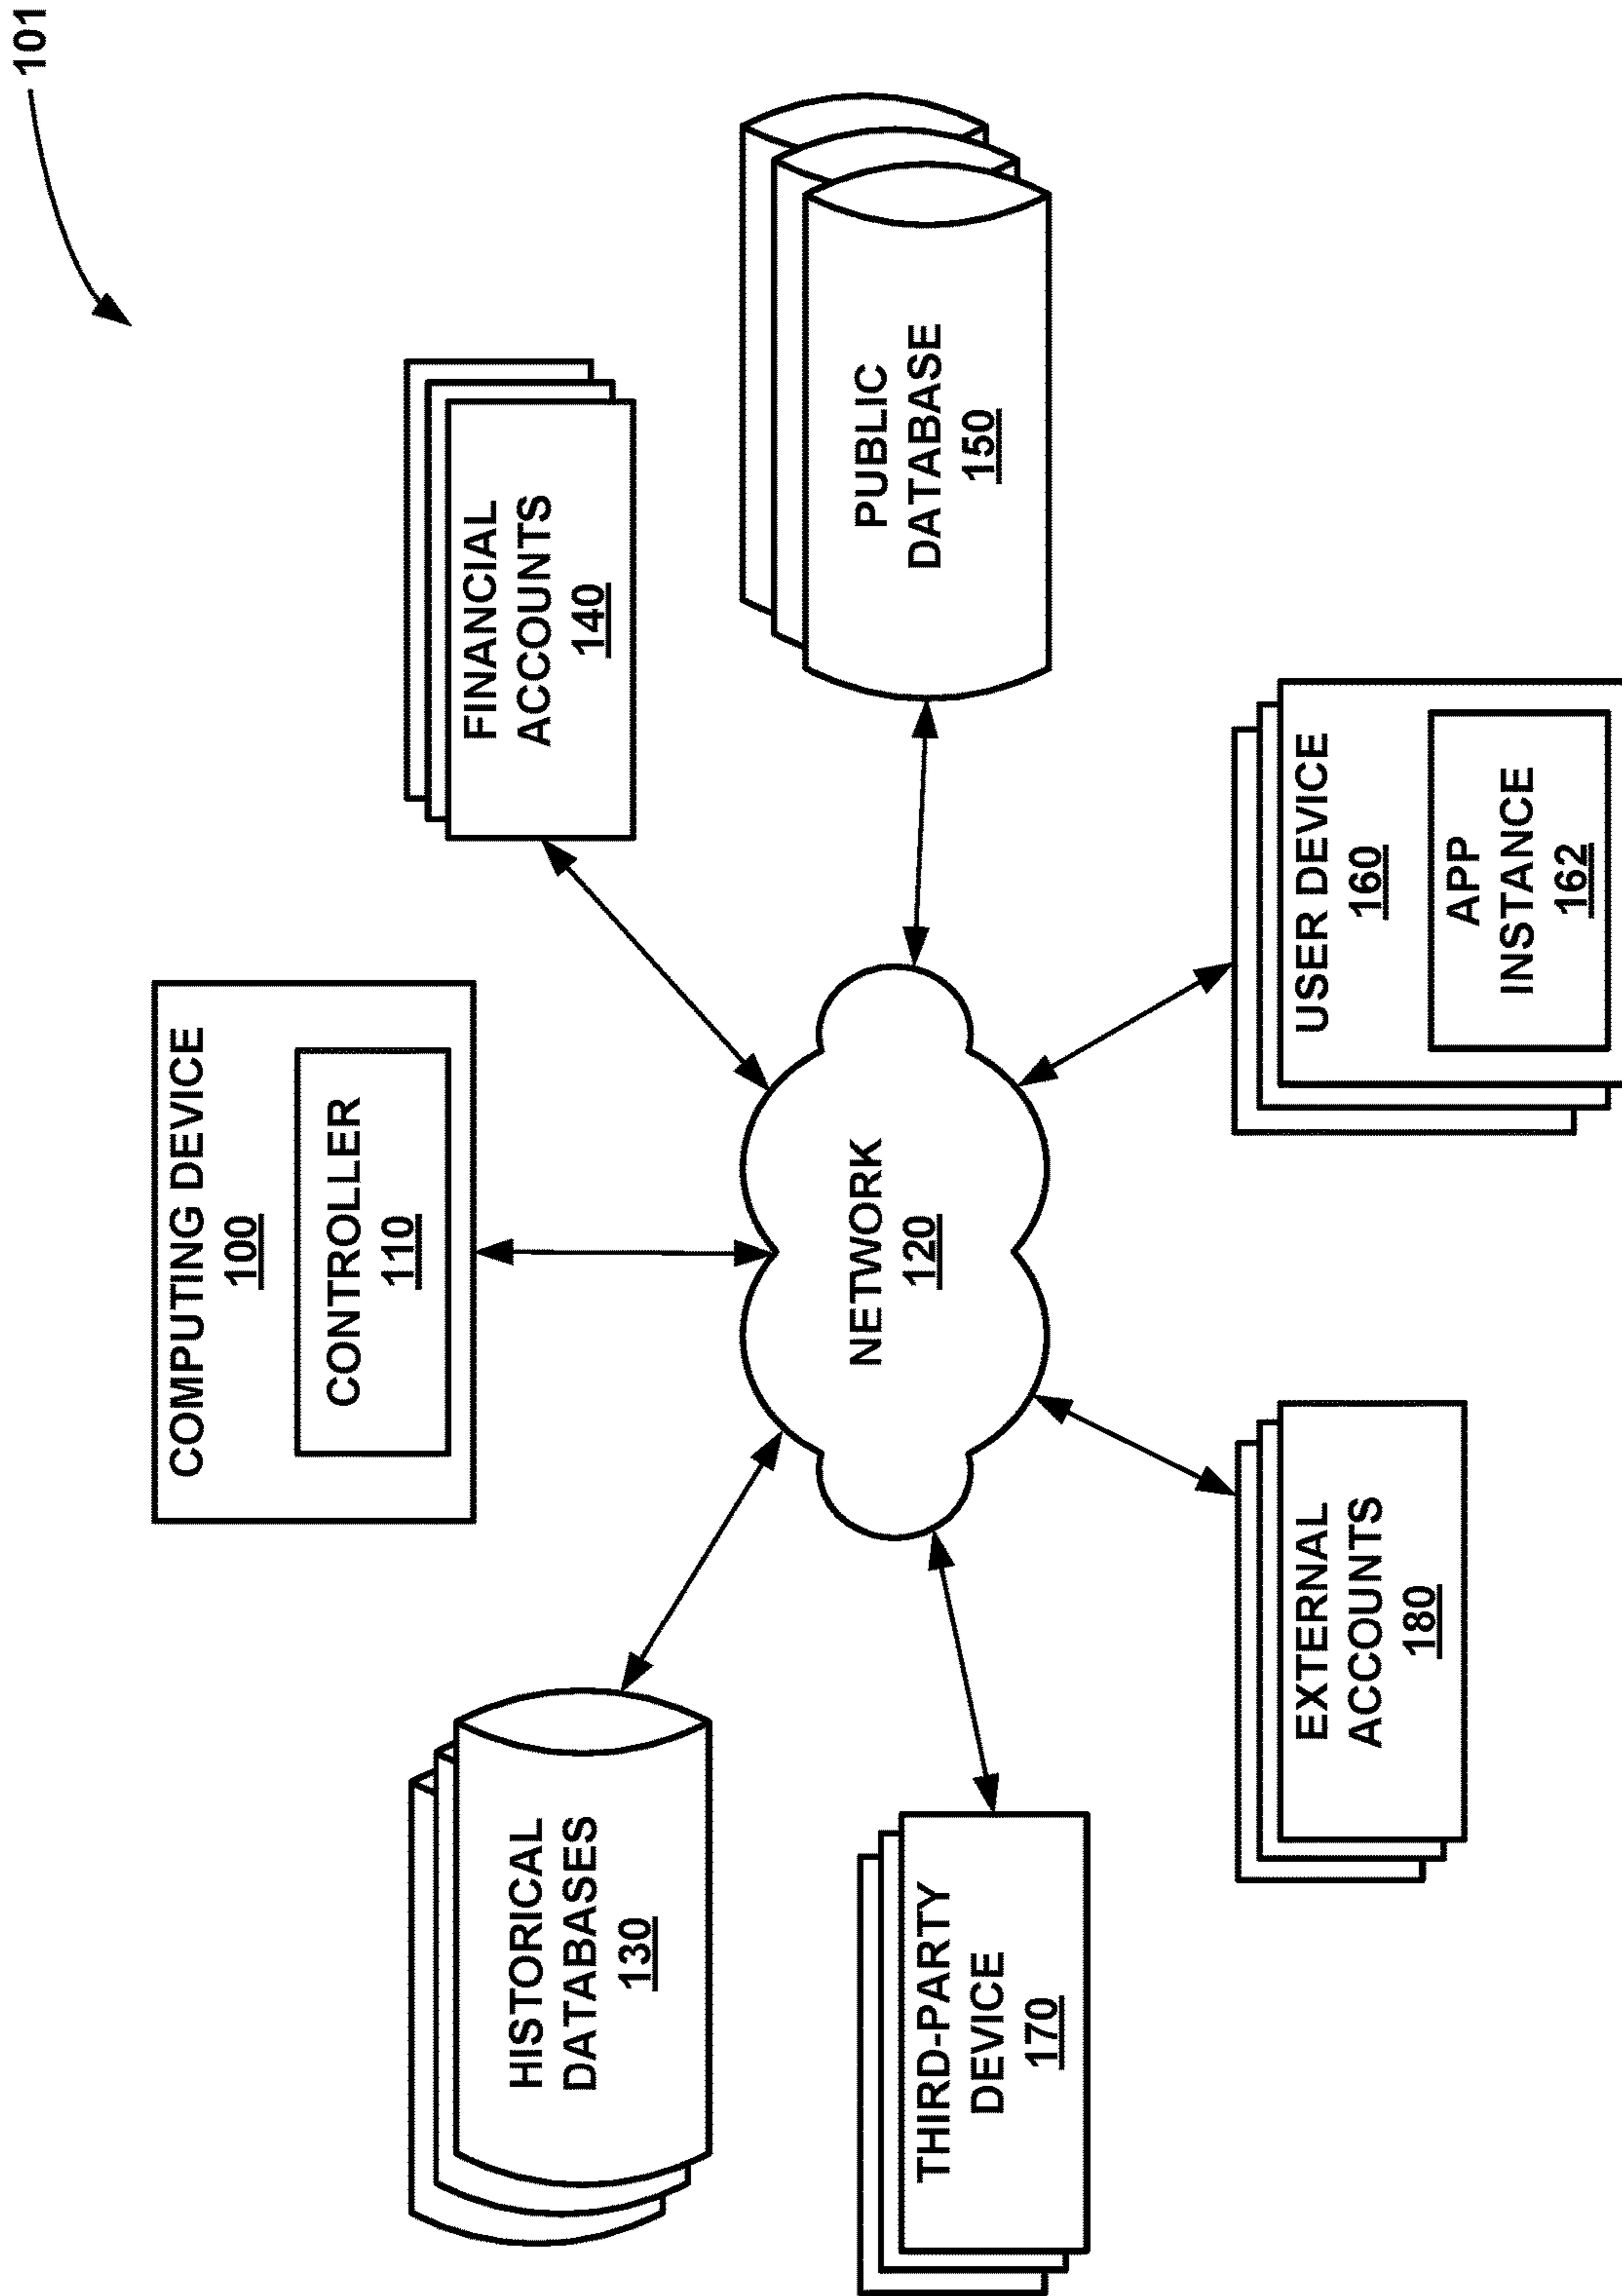 101
COMPUTING DEVICE
100
CONTROLLER
110
HISTORICAL
DATABASES
130
FINANCIAL
ACCOUNTS
140
NETWORK
120
THIRD-PARTY
DEVICE
170
PUBLIC
DATABASE
150
EXTERNAL
ACCOUNTS
180
USER DEVICE
160
APP
INSTANCE
162